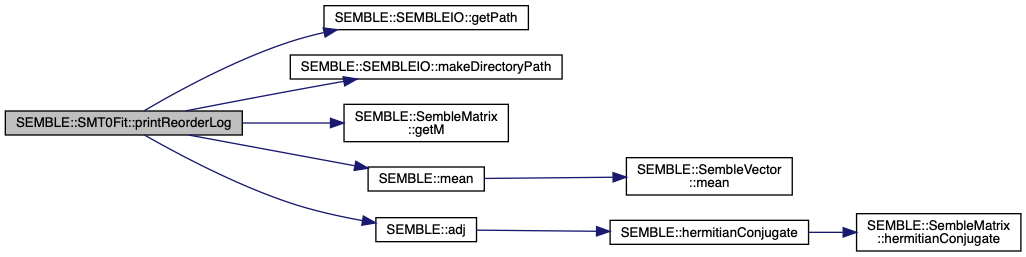 SEMBLE::SEMBLEIO::getPath
SEMBLE::SEMBLEIO::makeDirectoryPath
SEMBLE::SMT0Fit::printReorderLog
SEMBLE::SembleMatrix
::getM
SEMBLE::mean
SEMBLE::SembleVector
::mean
SEMBLE::adj
SEMBLE::hermitianConjugate
SEMBLE::SembleMatrix
::hermitianConjugate